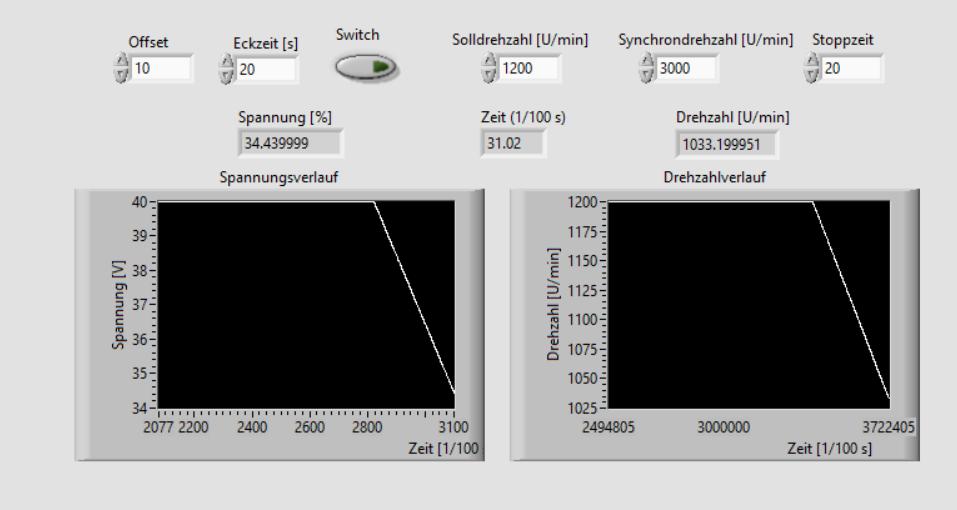 Offset
10
Eckzeit [s]
20
Switch
Solldrehzahl [U/min]
1200
Synchrondrehzahl [U/min]
3000
Stoppzeit
20
Spannung [%]
34.439999
Zeit (1/100 s)
31.02
Drehzahl [U/min]
1033.199951
Spannungsverlauf
Spannung [V]
40
39
38
37
36
35
34
2077 2200 2400 2600 2800 3100
Zeit [1/100
Drehzahlverlauf
Drehzahl [U/min]
1200
1175
1150
1125
1100
1075
1050
1025
2494805 3000000 3722405
Zeit [1/100 s]